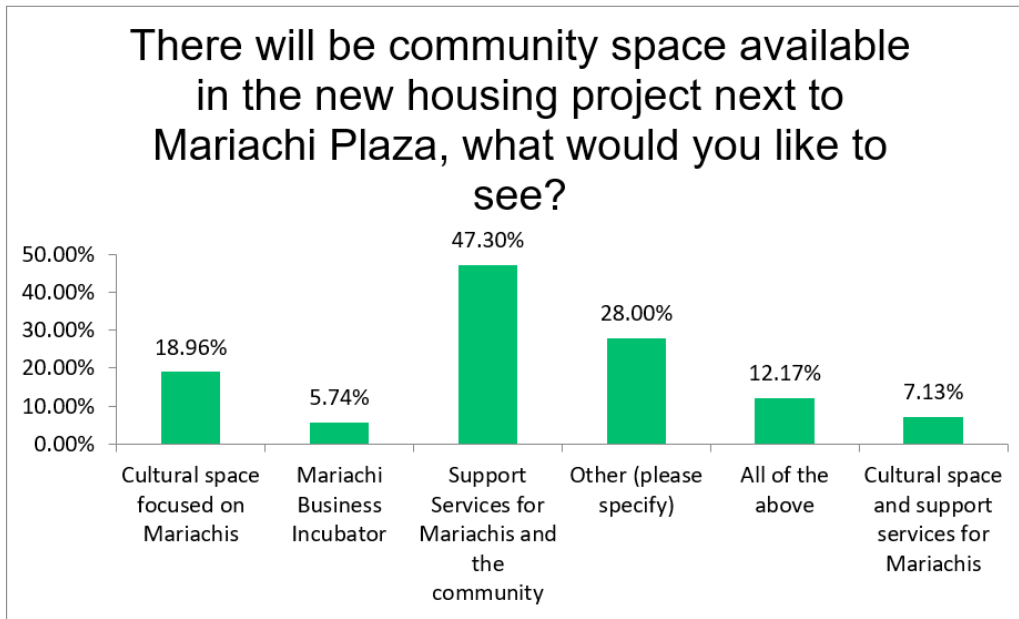 There will be community space available
in the new housing project next to
Mariachi Plaza, what would you like to
see?
50.00%
40.00%
30.00%
20.00%
10.00%
0.00%
18.96%
5.74%
47.30%
28.00%
12.17%
7.13%
Cultural space
focused on
Mariachis
Mariachi
Business
Incubator
Support
Services for
Mariachis and
the
community
Other (please
specify)
All of the
above
Cultural space
and support
services for
Mariachis